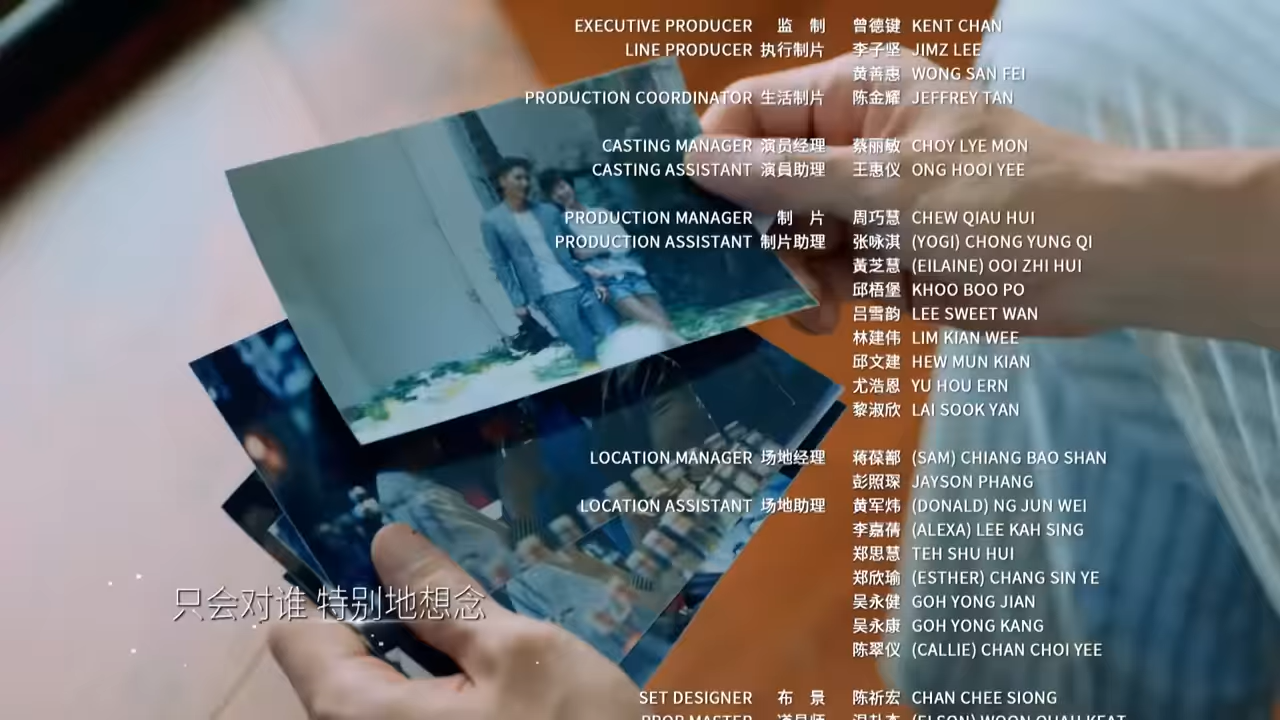 EXECUTIVE PRODUCER 监 制 曾德键 KENT CHAN
LINE PRODUCER 执行制片 李子坚 JIMZ LEE
黄善惠 WONG SAN FEI
PRODUCTION COORDINATOR 生活制片 陈金耀 JEFFREY TAN
CASTING MANAGER 演员经理 蔡丽敏 CHOY LYE MON
CASTING ASSISTANT 演員助理 王惠仪 ONG HOOI YEE
PRODUCTION MANAGER 制 片 周巧慧 CHEW QIAU HUI
PRODUCTION ASSISTANT 制片助理 张咏淇 (YOGI) CHONG YUNG QI
黃芝慧 (EILAINE) OOI ZHI HUI
邱梧堡 KHOO BOO PO
吕雪韵 LEE SWEET WAN
林建伟 LIM KIAN WEE
邱文建 HEW MUN KIAN
尤浩恩 YU HOU ERN
黎淑欣 LAI SOOK YAN
LOCATION MANAGER 场地经理 蒋葆鄯 (SAM) CHIANG BAO SHAN
彭照琛 JAYSON PHANG
LOCATION ASSISTANT 场地助理 黄军炜 (DONALD) NG JUN WEI
李嘉蒨 (ALEXA) LEE KAH SING
郑思慧 TEH SHU HUI
郑欣瑜 (ESTHER) CHANG SIN YE
吴永健 GOH YONG JIAN
吴永康 GOH YONG KANG
陈翠仪 (CALLIE) CHAN CHOI YEE
只会对谁 特别地想念
SET DESIGNER 布 景 陈祈宏 CHAN CHEE SIONG
PROP MASTER 道具师 (ELSON) WOON QUAH KEAT